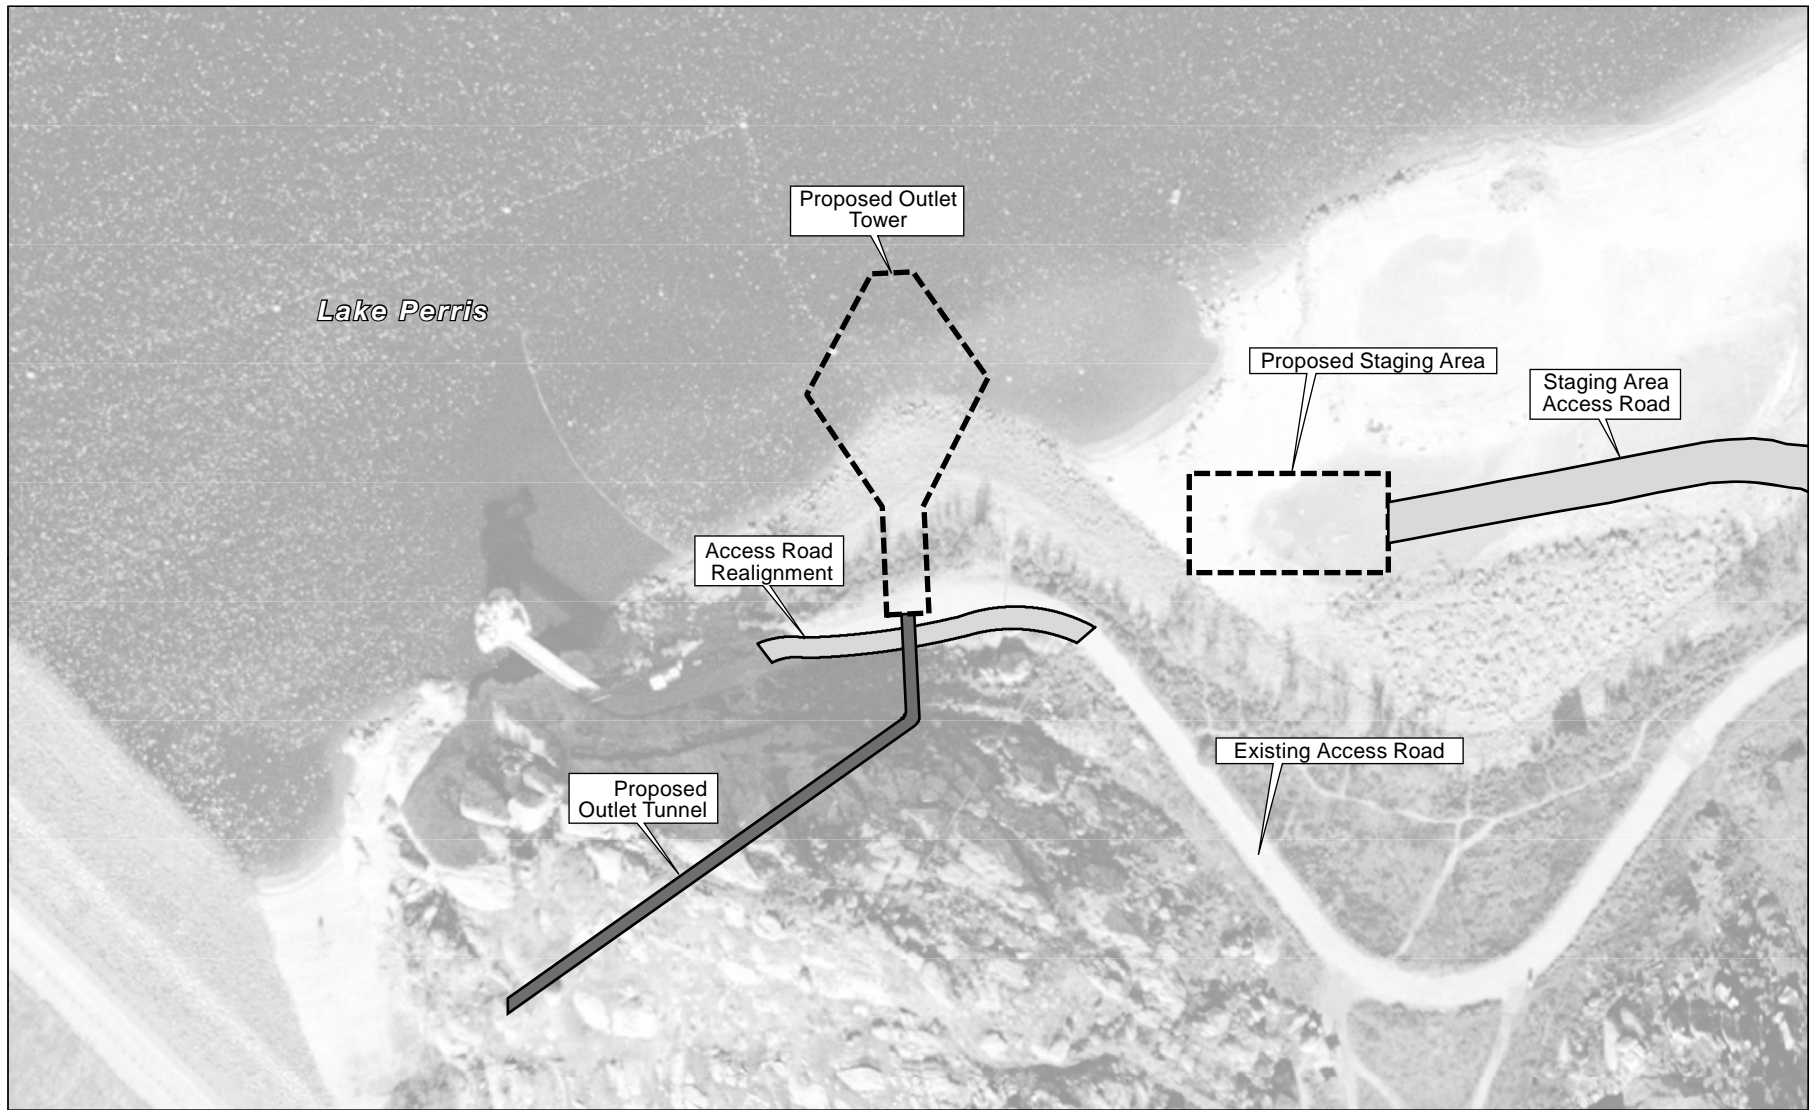 Proposed Outlet
Tower
Lake Perris
Proposed Staging Area
Staging Area
Access Road
Access Road
Realignment
Existing Access Road
Proposed
Outlet Tunnel